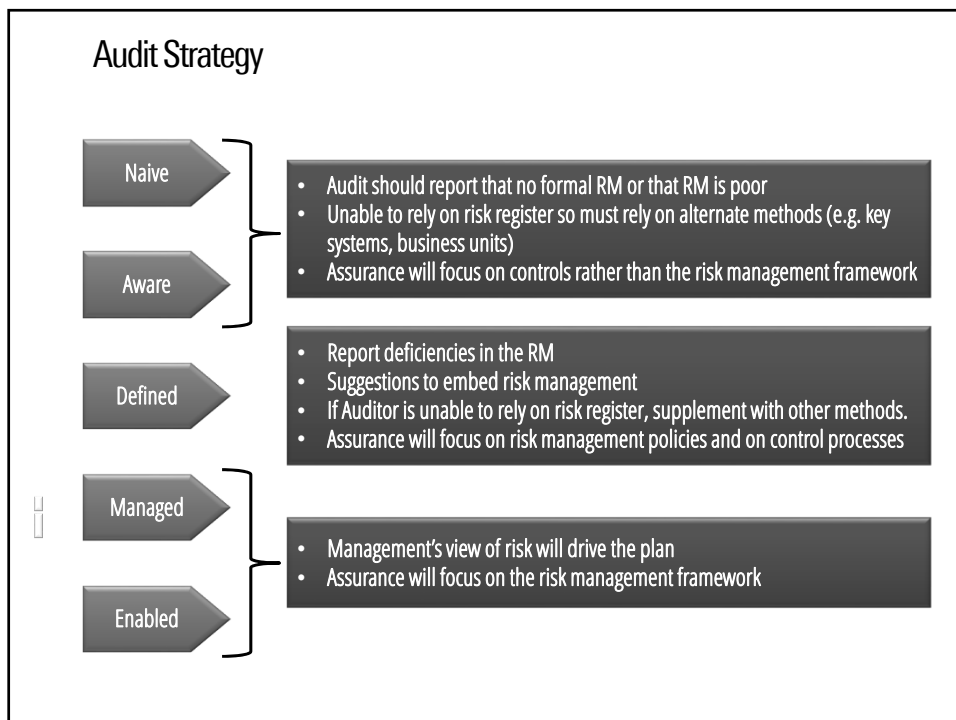 Audit Strategy
Naive
Aware
• Audit should report that no formal RM or that RM is poor
• Unable to rely on risk register so must rely on alternate methods (e.g. key
systems, business units)
• Assurance will focus on controls rather than the risk management framework
Defined
• Report deficiencies in the RM
• Suggestions to embed risk management
• If Auditor is unable to rely on risk register, supplement with other methods.
• Assurance will focus on risk management policies and on control processes
Managed
Enabled
• Management’s view of risk will drive the plan
• Assurance will focus on the risk management framework